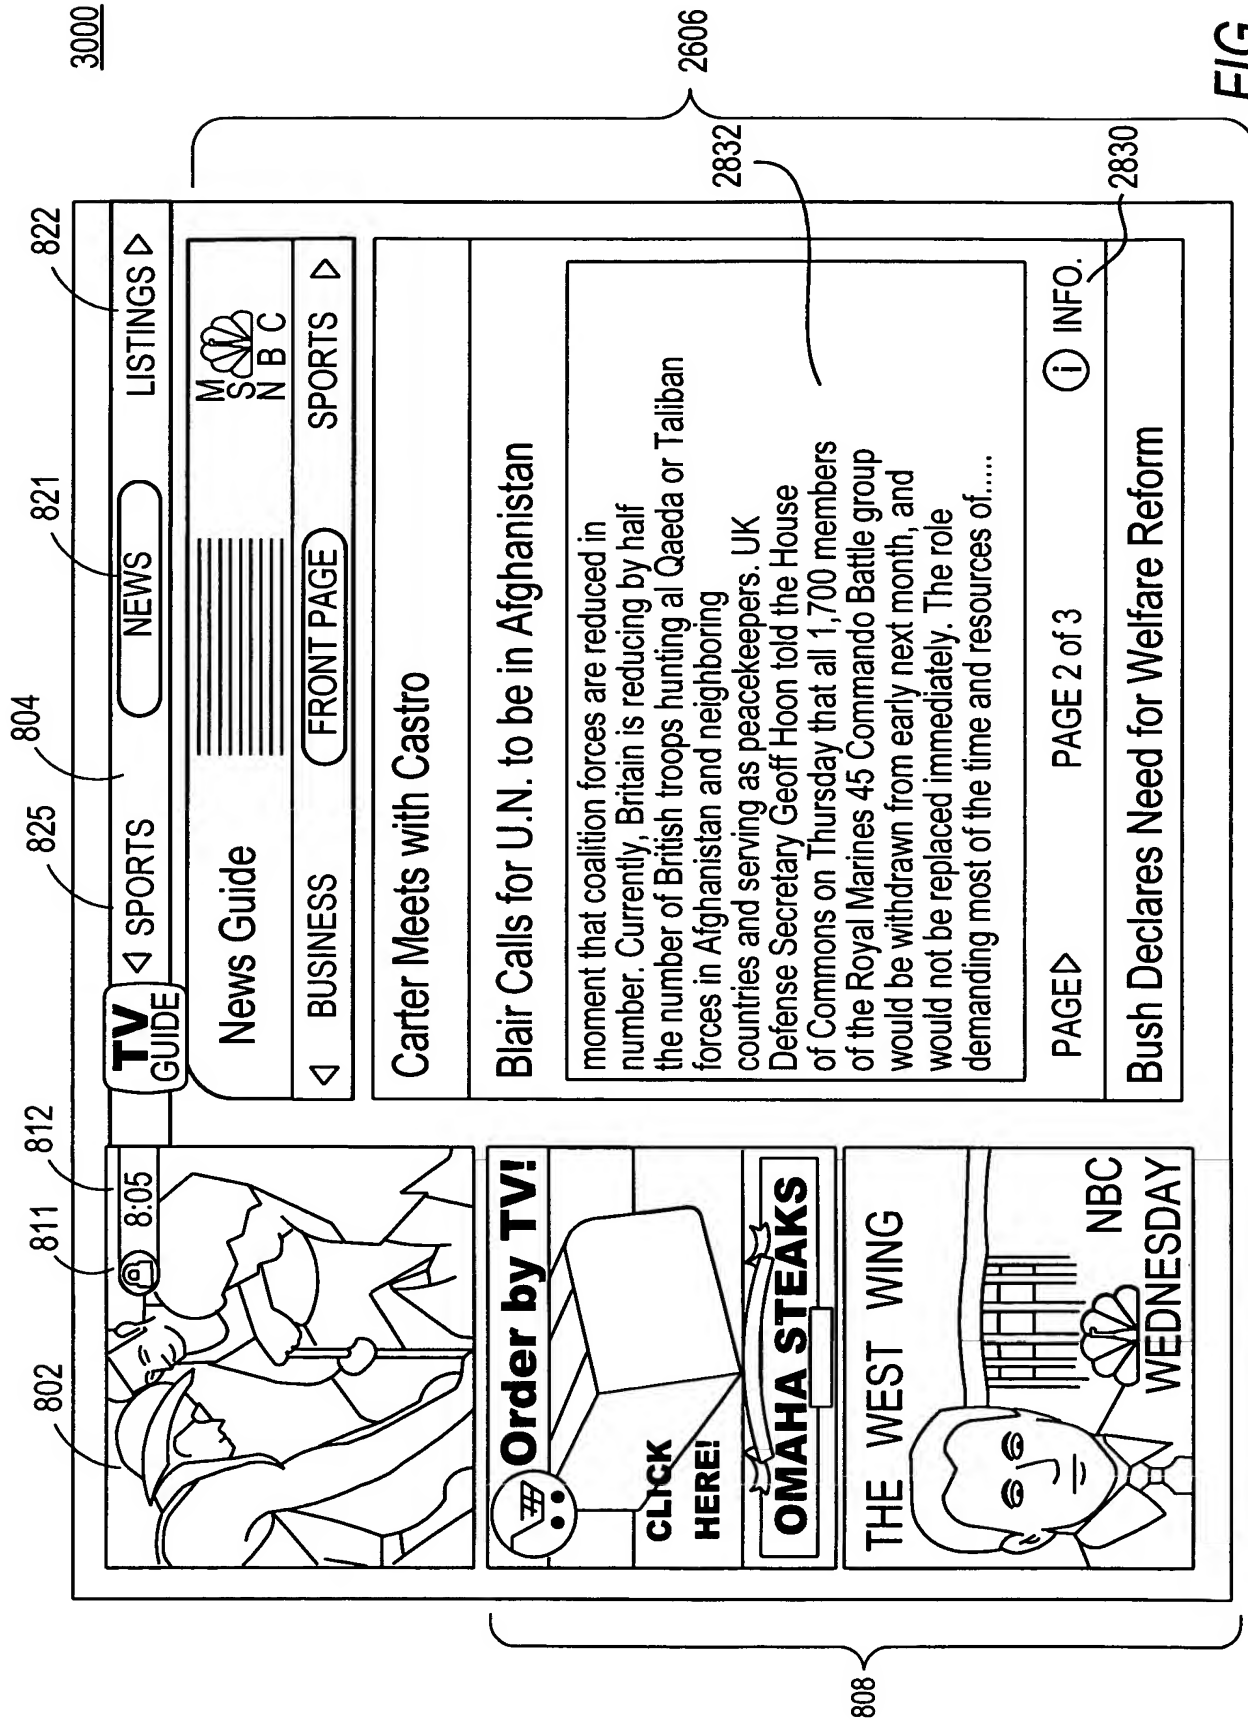 3000
802
811
812
825
804
821
822
8:05
TV
GUIDE
◁ SPORTS
NEWS
LISTINGS ▷
News Guide
M
S
N B C
◁ BUSINESS
FRONT PAGE
SPORTS ▷
Carter Meets with Castro
Blair Calls for U.N. to be in Afghanistan
moment that coalition forces are reduced in
number. Currently, Britain is reducing by half
the number of British troops hunting al Qaeda or Taliban
forces in Afghanistan and neighboring
countries and serving as peacekeepers. UK
Defense Secretary Geoff Hoon told the House
of Commons on Thursday that all 1,700 members
of the Royal Marines 45 Commando Battle group
would be withdrawn from early next month, and
would not be replaced immediately. The role
demanding most of the time and resources of.....
PAGE▷
PAGE 2 of 3
i INFO.
Bush Declares Need for Welfare Reform
Order by TV!
CLICK
HERE!
OMAHA STEAKS
THE WEST WING
NBC
WEDNESDAY
808
2606
2832
2830
FIG